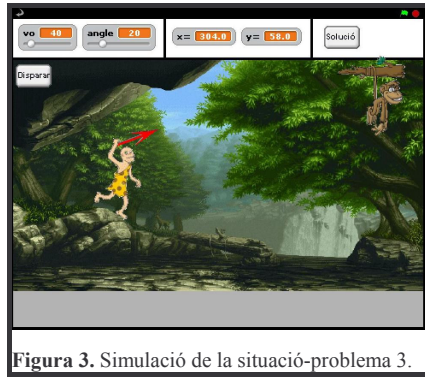 vo 40 angle 20 x= 304.0 y= 58.0 Solució
Disparar
Figura 3. Simulació de la situació-problema 3.